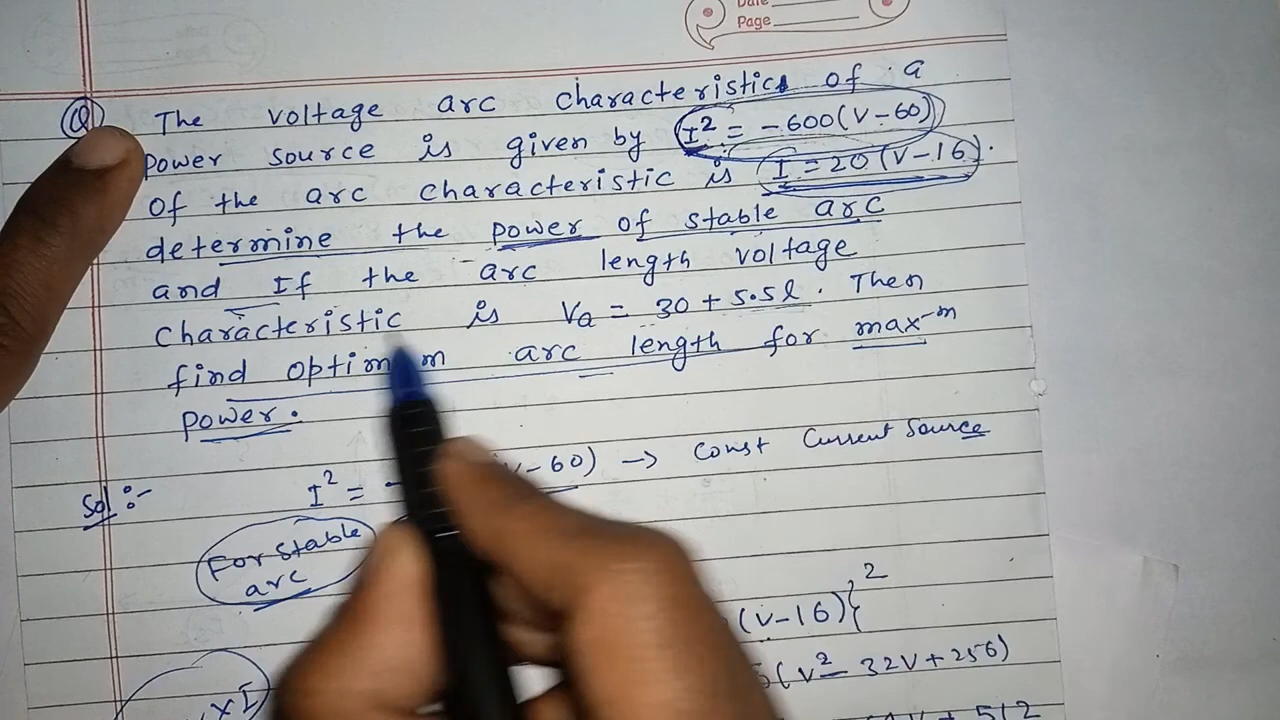 Date
Page
Q The voltage arc characteristics of a
power source is given by I² = -600(V-60)
of the arc characteristic is I = 20(V-16).
determine the power of stable arc
and If the arc length voltage
characteristic is Va = 30 + 5.5l. Then
find optimum arc length for max-m
power.
Sol:- I² = - V-60) → Const Current Source
For stable
arc
(V-16)}²
(V² - 32V + 256)
x I
+ 512